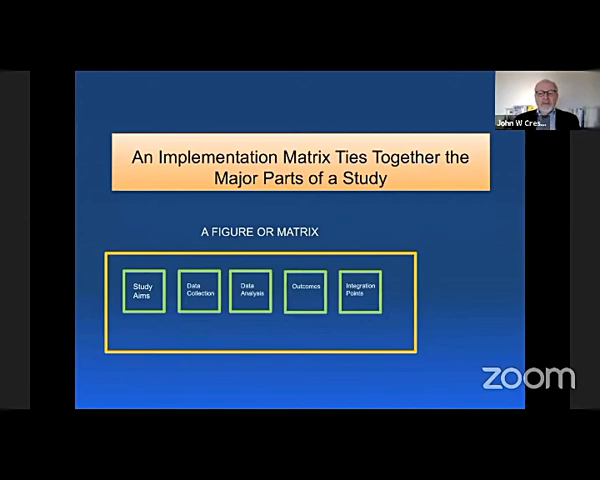 John W Cres...
An Implementation Matrix Ties Together the
Major Parts of a Study
A FIGURE OR MATRIX
Study
Aims
Data
Collection
Data
Analysis
Outcomes
Integration
Points
zoom